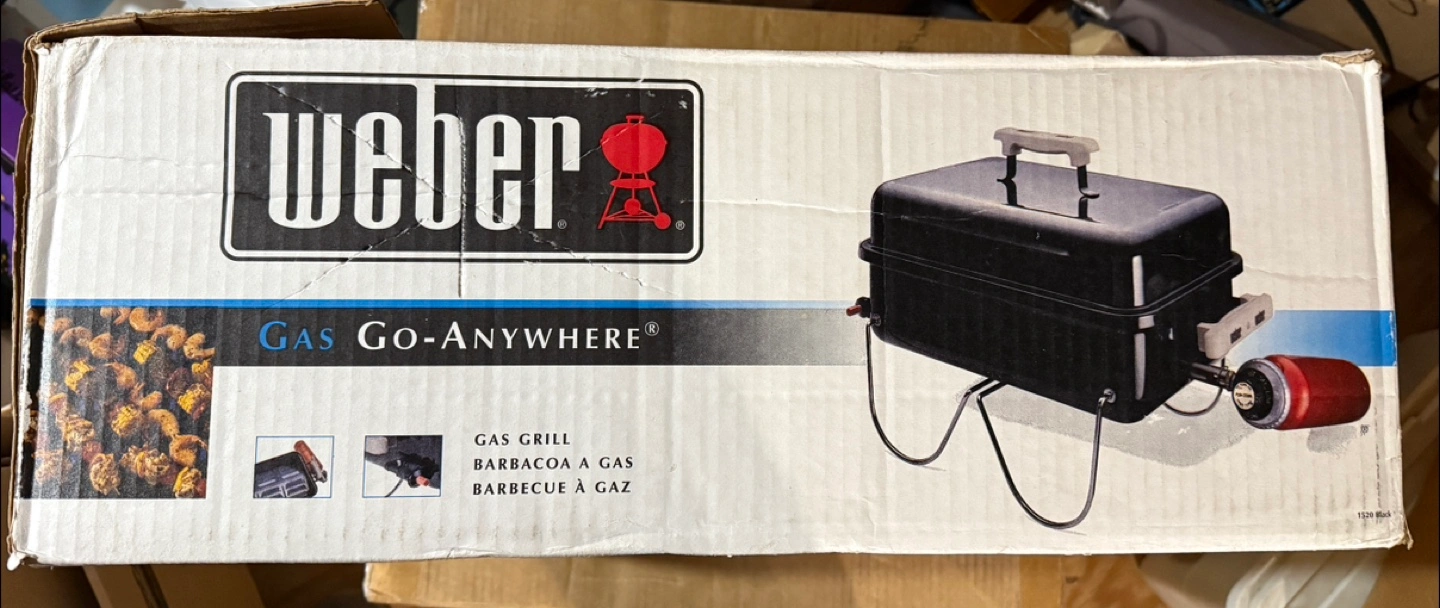 weber®
®
GAS GO-ANYWHERE®
GAS GRILL
BARBACOA A GAS
BARBECUE À GAZ
1520 Black